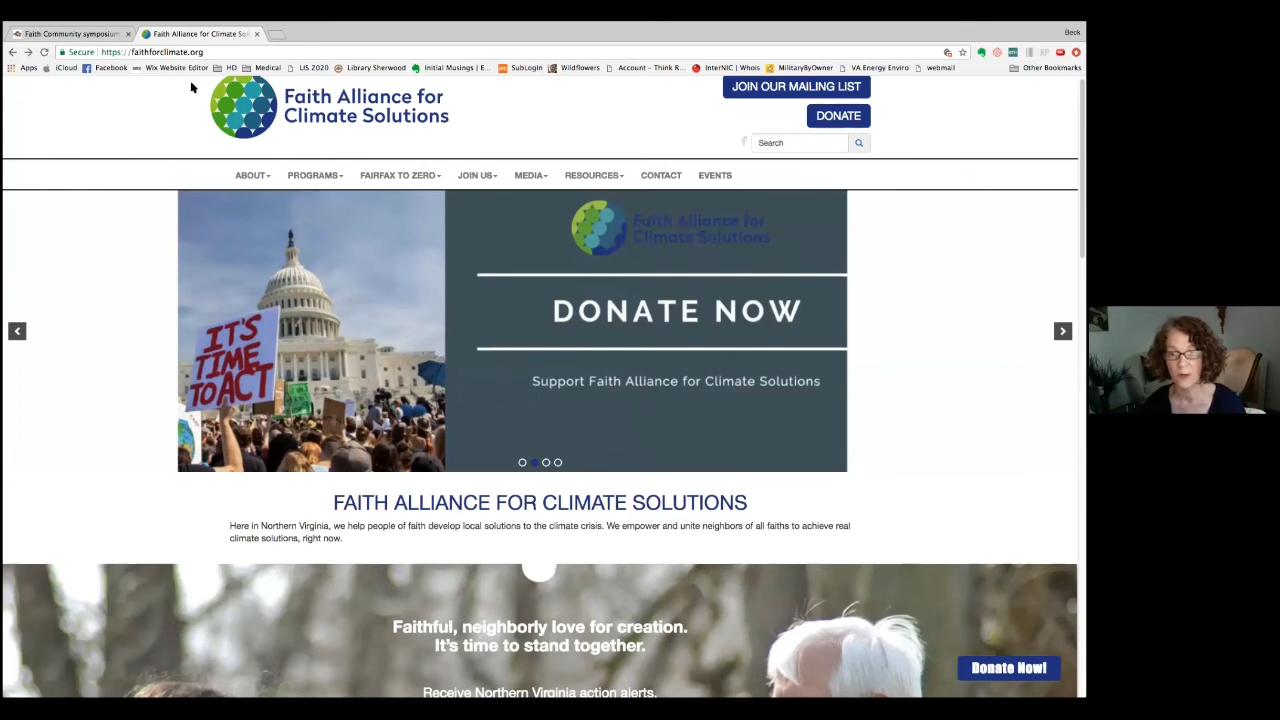 Faith Community symposium
Faith Alliance for Climate Sol
Beck
Secure
https://faithforclimate.org
Apps
iCloud
Facebook
Wix Website Editor
HD
Medical
LIS 2020
Library Sherwood
Initial Musings | E...
SubLogin
Wildflowers
Account - Think R...
InterNIC | Whois
MilitaryByOwner
VA Energy Enviro
webmail
Other Bookmarks
Faith Alliance for
Climate Solutions
JOIN OUR MAILING LIST
DONATE
Search
ABOUT
PROGRAMS
FAIRFAX TO ZERO
JOIN US
MEDIA
RESOURCES
CONTACT
EVENTS
IT'S
TIME
TO ACT
Faith Alliance for
Climate Solutions
DONATE NOW
Support Faith Alliance for Climate Solutions
FAITH ALLIANCE FOR CLIMATE SOLUTIONS
Here in Northern Virginia, we help people of faith develop local solutions to the climate crisis. We empower and unite neighbors of all faiths to achieve real
climate solutions, right now.
Faithful, neighborly love for creation.
It's time to stand together.
Receive Northern Virginia action alerts.
Donate Now!